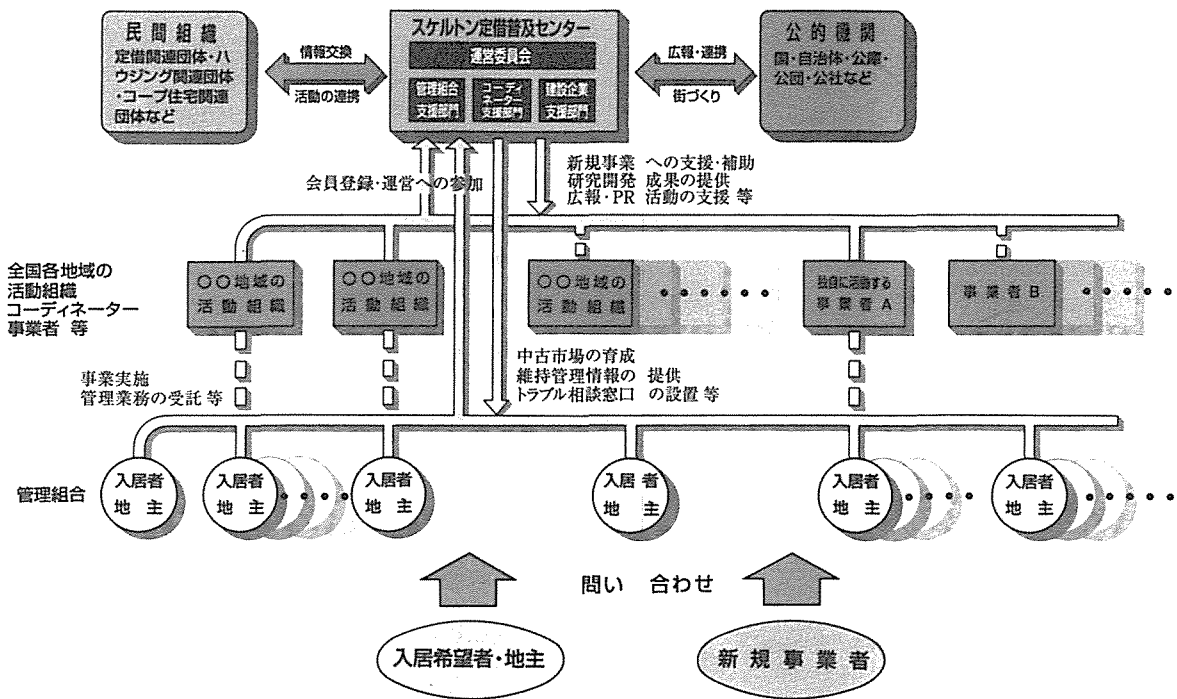 民間組織
定借関連団体・ハ
ウジング関連団体
・コープ住宅関連
団体など
情報交換
活動の連携
スケルトン定借普及センター
運営委員会
管理組合
支援部門
コーディ
ネーター
支援部門
建設企業
支援部門
広報・連携
街づくり
公的機関
国・自治体・公庫・
公団・公社など
会員登録・運営への参加
新規事業 への支援・補助
研究開発 成果の提供
広報・PR 活動の支援 等
全国各地域の
活動組織
コーディネーター
事業者 等
○○地域の
活動組織
○○地域の
活動組織
○○地域の
活動組織
独自に活動する
事業者A
事業者B
事業実施
管理業務の受託 等
中古市場の育成
維持管理情報の 提供
トラブル相談窓口 の設置 等
管理組合
入居者
地主
入居者
地主
入居者
地主
入居者
地主
入居者
地主
入居者
地主
問い 合わせ
入居希望者・地主
新規事業者